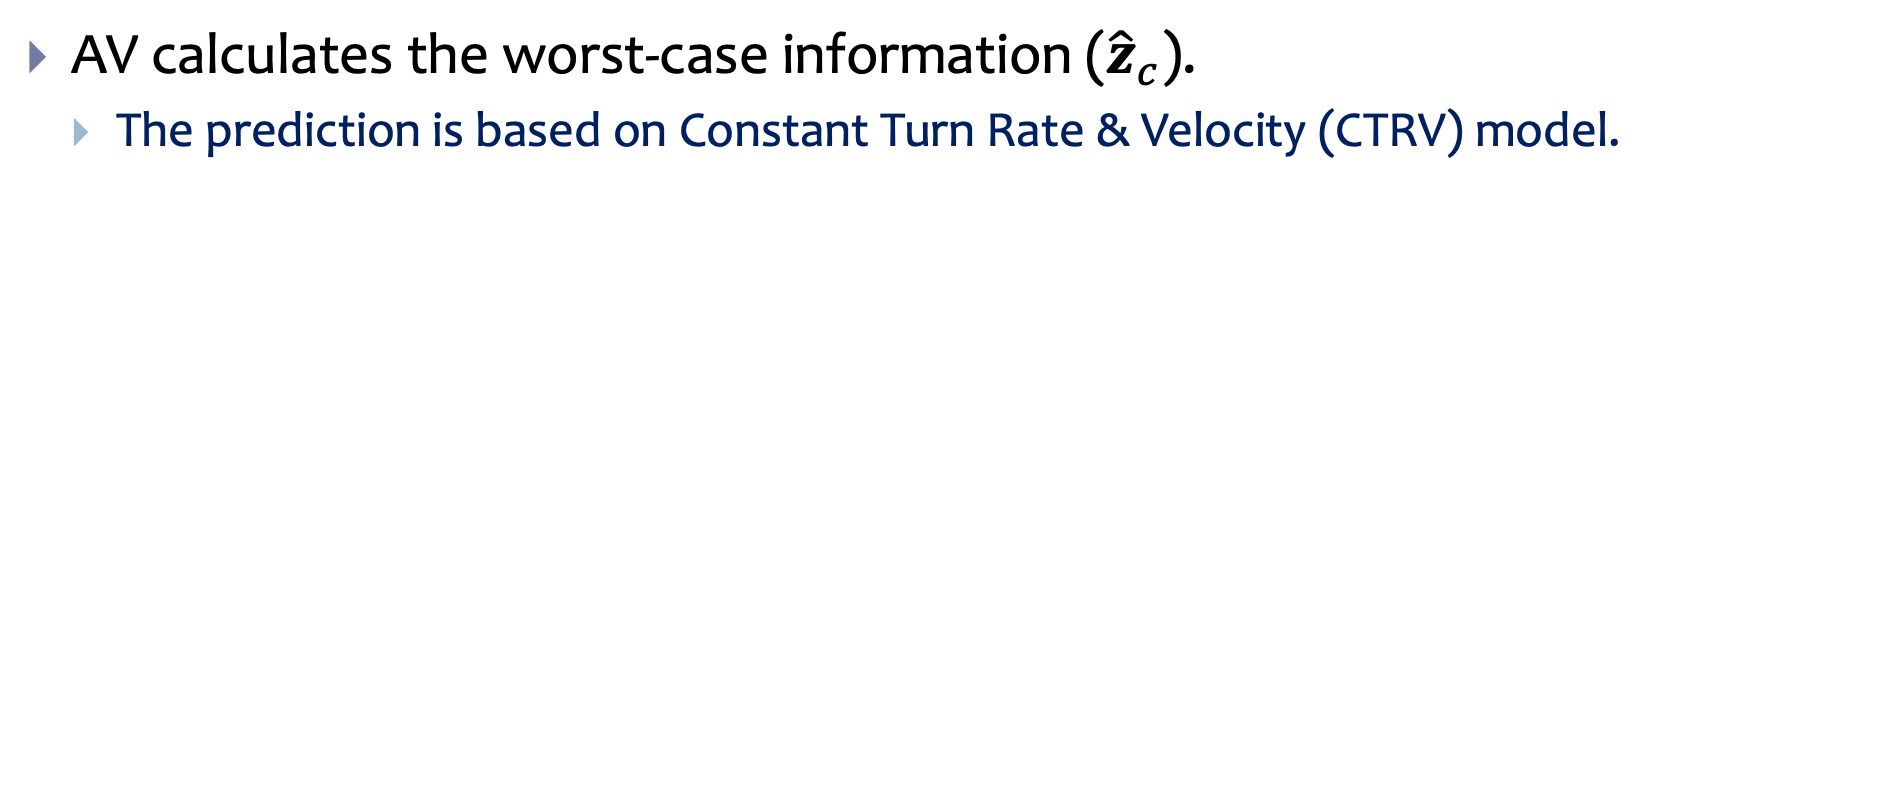 AV calculates the worst-case information (ẑ_c).
The prediction is based on Constant Turn Rate & Velocity (CTRV) model.